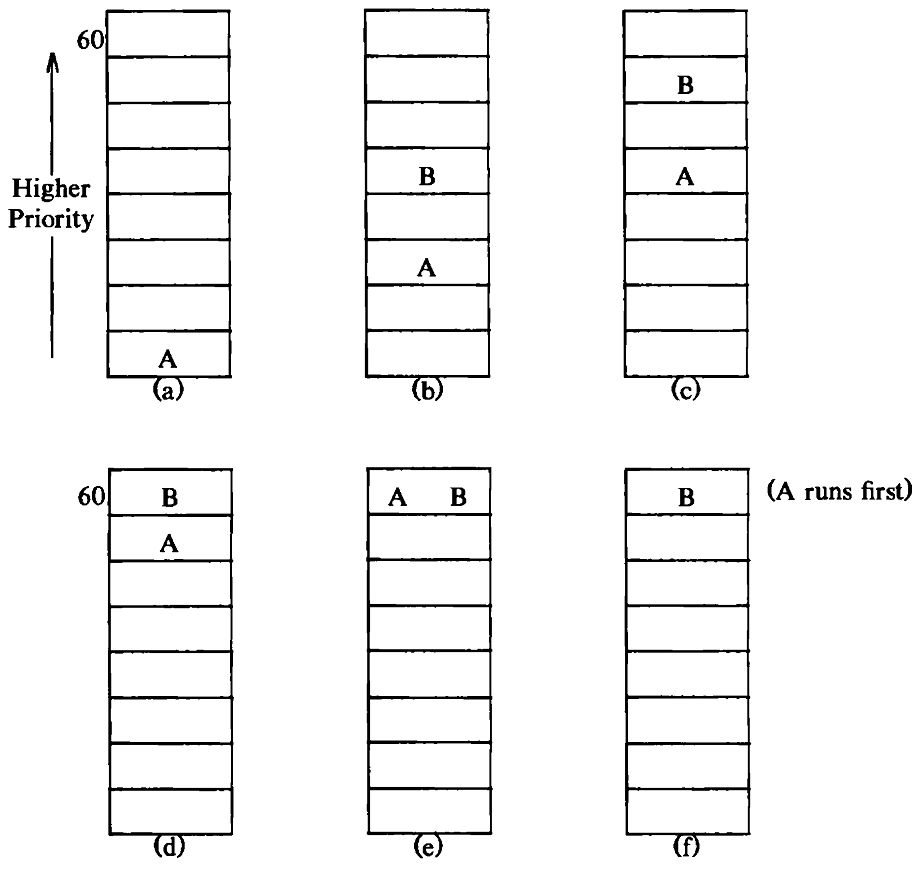 60
Higher
Priority
B
B
A
A
A
(a)
(b)
(c)
60
B
A B
B
(A runs first)
A
(d)
(e)
(f)